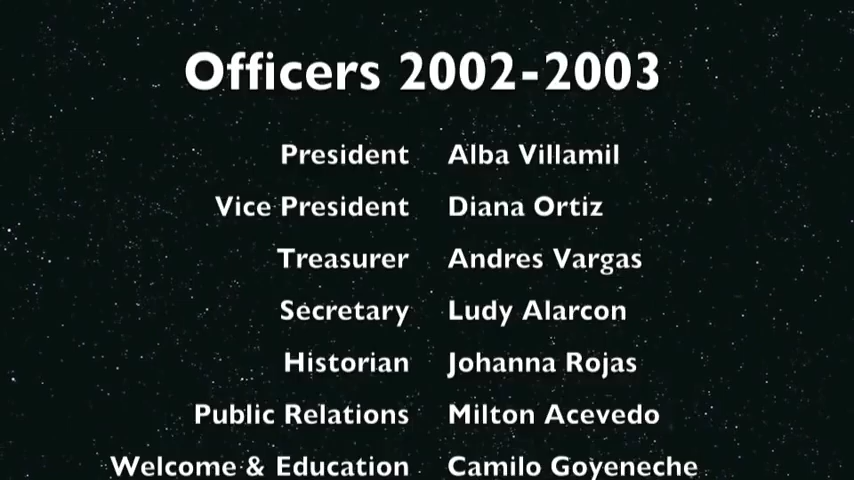 Officers 2002-2003
President Alba Villamil
Vice President Diana Ortiz
Treasurer Andres Vargas
Secretary Ludy Alarcon
Historian Johanna Rojas
Public Relations Milton Acevedo
Welcome & Education Camilo Goyeneche